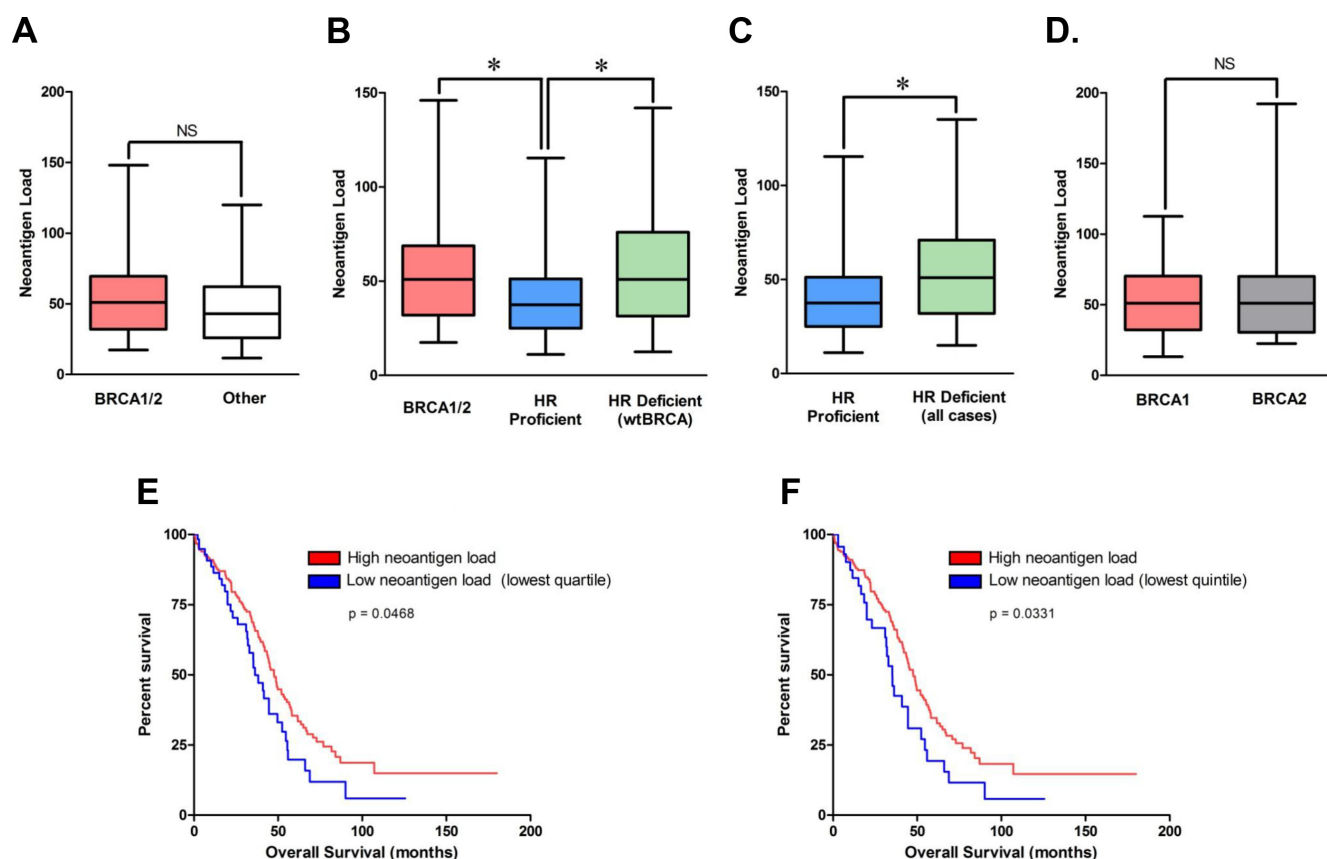 A
Neoantigen Load
200
150
100
50
0
NS
BRCA1/2
Other
B
Neoantigen Load
150
100
50
0
*
*
BRCA1/2
HR
Proficient
HR Deficient
(wtBRCA)
C
Neoantigen Load
150
100
50
0
*
HR
Proficient
HR Deficient
(all cases)
D.
Neoantigen Load
200
150
100
50
0
NS
BRCA1
BRCA2
E
Percent survival
100
75
50
25
0
High neoantigen load
Low neoantigen load (lowest quartile)
p = 0.0468
0
50
100
150
200
Overall Survival (months)
F
Percent survival
100
75
50
25
0
High neoantigen load
Low neoantigen load (lowest quintile)
p = 0.0331
0
50
100
150
200
Overall Survival (months)